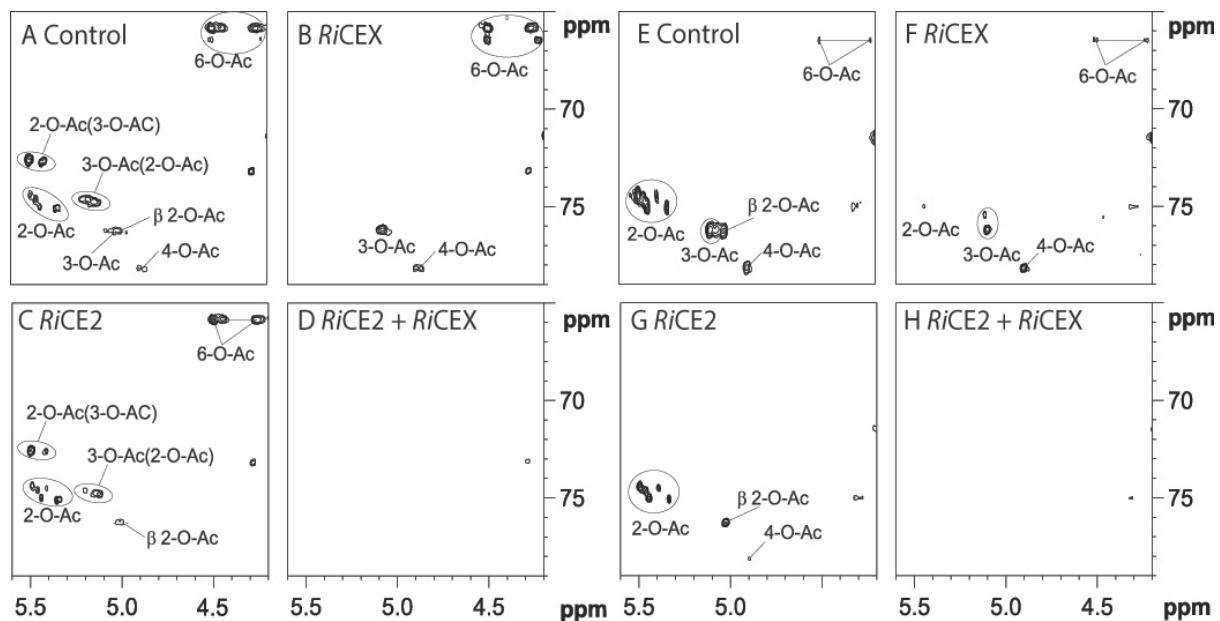 A Control
6-O-Ac
2-O-Ac(3-O-AC)
3-O-Ac(2-O-Ac)
2-O-Ac
β 2-O-Ac
3-O-Ac
4-O-Ac
B RiCEX
6-O-Ac
3-O-Ac
4-O-Ac
ppm
70
75
E Control
6-O-Ac
2-O-Ac
β 2-O-Ac
3-O-Ac
4-O-Ac
F RiCEX
6-O-Ac
2-O-Ac
3-O-Ac
4-O-Ac
ppm
70
75
C RiCE2
6-O-Ac
2-O-Ac(3-O-AC)
3-O-Ac(2-O-Ac)
2-O-Ac
β 2-O-Ac
D RiCE2 + RiCEX
ppm
70
75
G RiCE2
2-O-Ac
β 2-O-Ac
4-O-Ac
H RiCE2 + RiCEX
ppm
70
75
5.5 5.0 4.5 5.5 5.0 4.5 ppm 5.5 5.0 4.5 5.5 5.0 4.5 ppm